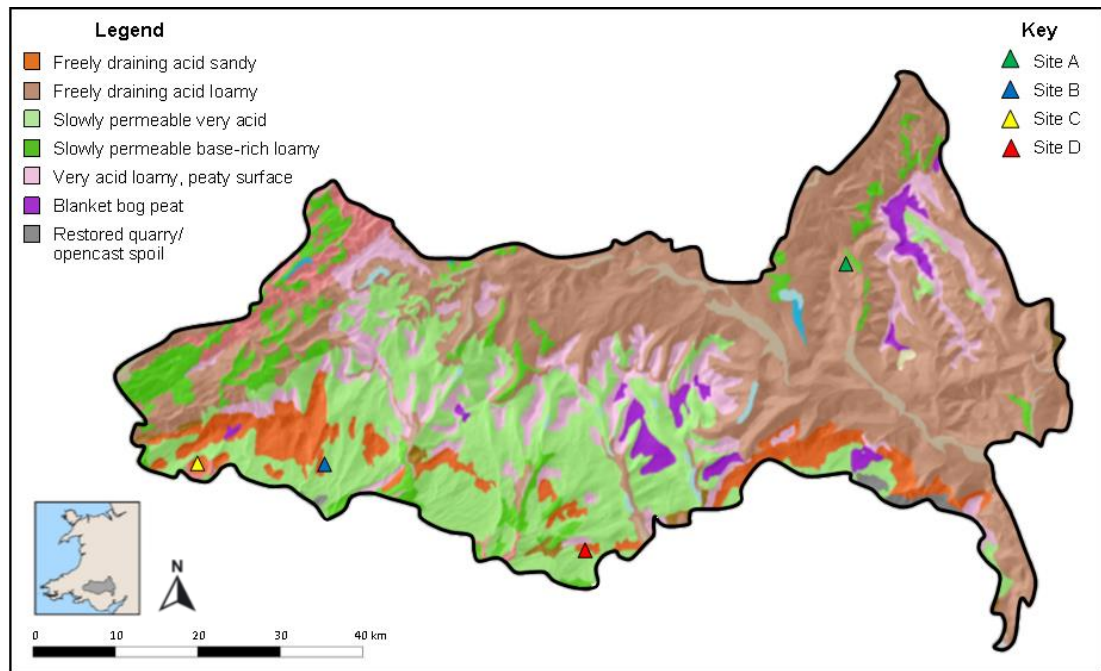 Legend
Freely draining acid sandy
Freely draining acid loamy
Slowly permeable very acid
Slowly permeable base-rich loamy
Very acid loamy, peaty surface
Blanket bog peat
Restored quarry/
opencast spoil
Key
Site A
Site B
Site C
Site D
N
0 10 20 30 40 km